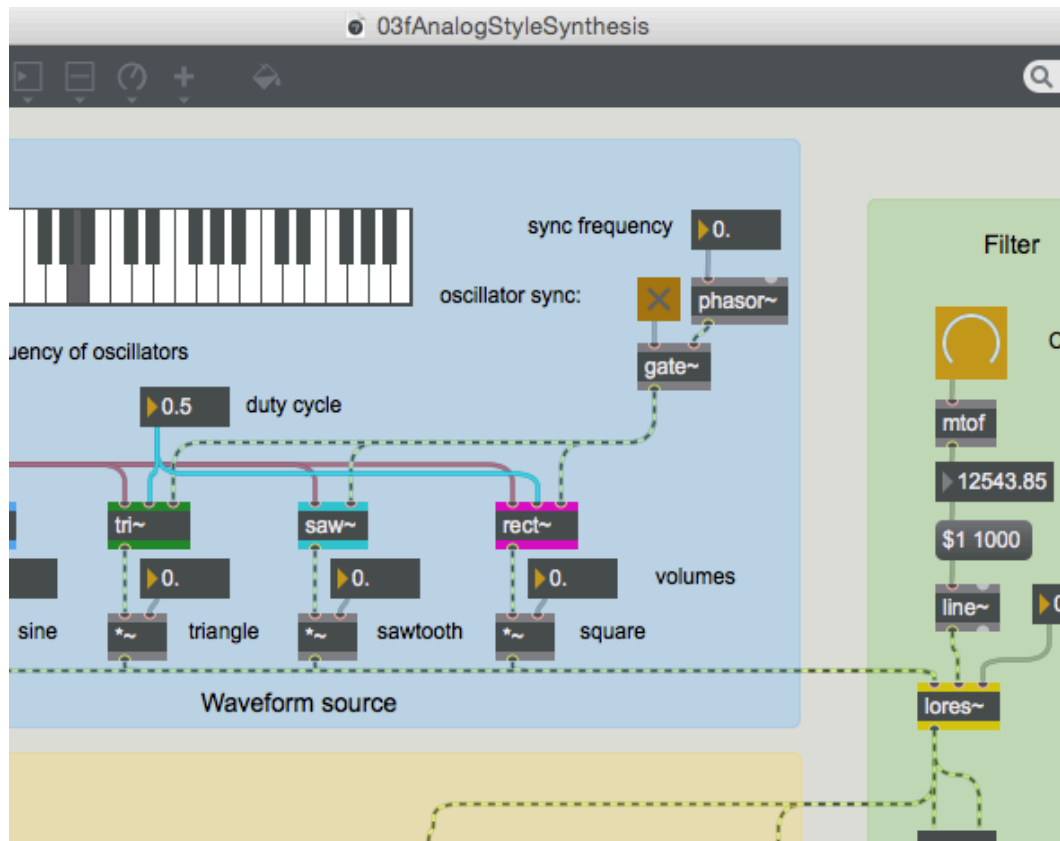 03fAnalogStyleSynthesis
sync frequency
0.
Filter
oscillator sync:
phasor~
uency of oscillators
gate~
0.5
duty cycle
mtof
12543.85
tri~
saw~
rect~
$1 1000
0.
0.
0.
volumes
line~
sine
*~
triangle
*~
sawtooth
*~
square
Waveform source
lores~